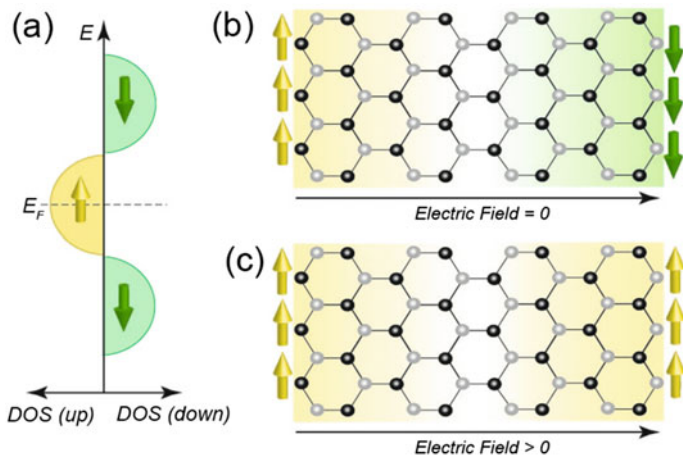 (a)
E
E_F
DOS (up)
DOS (down)
(b)
Electric Field = 0
(c)
Electric Field > 0